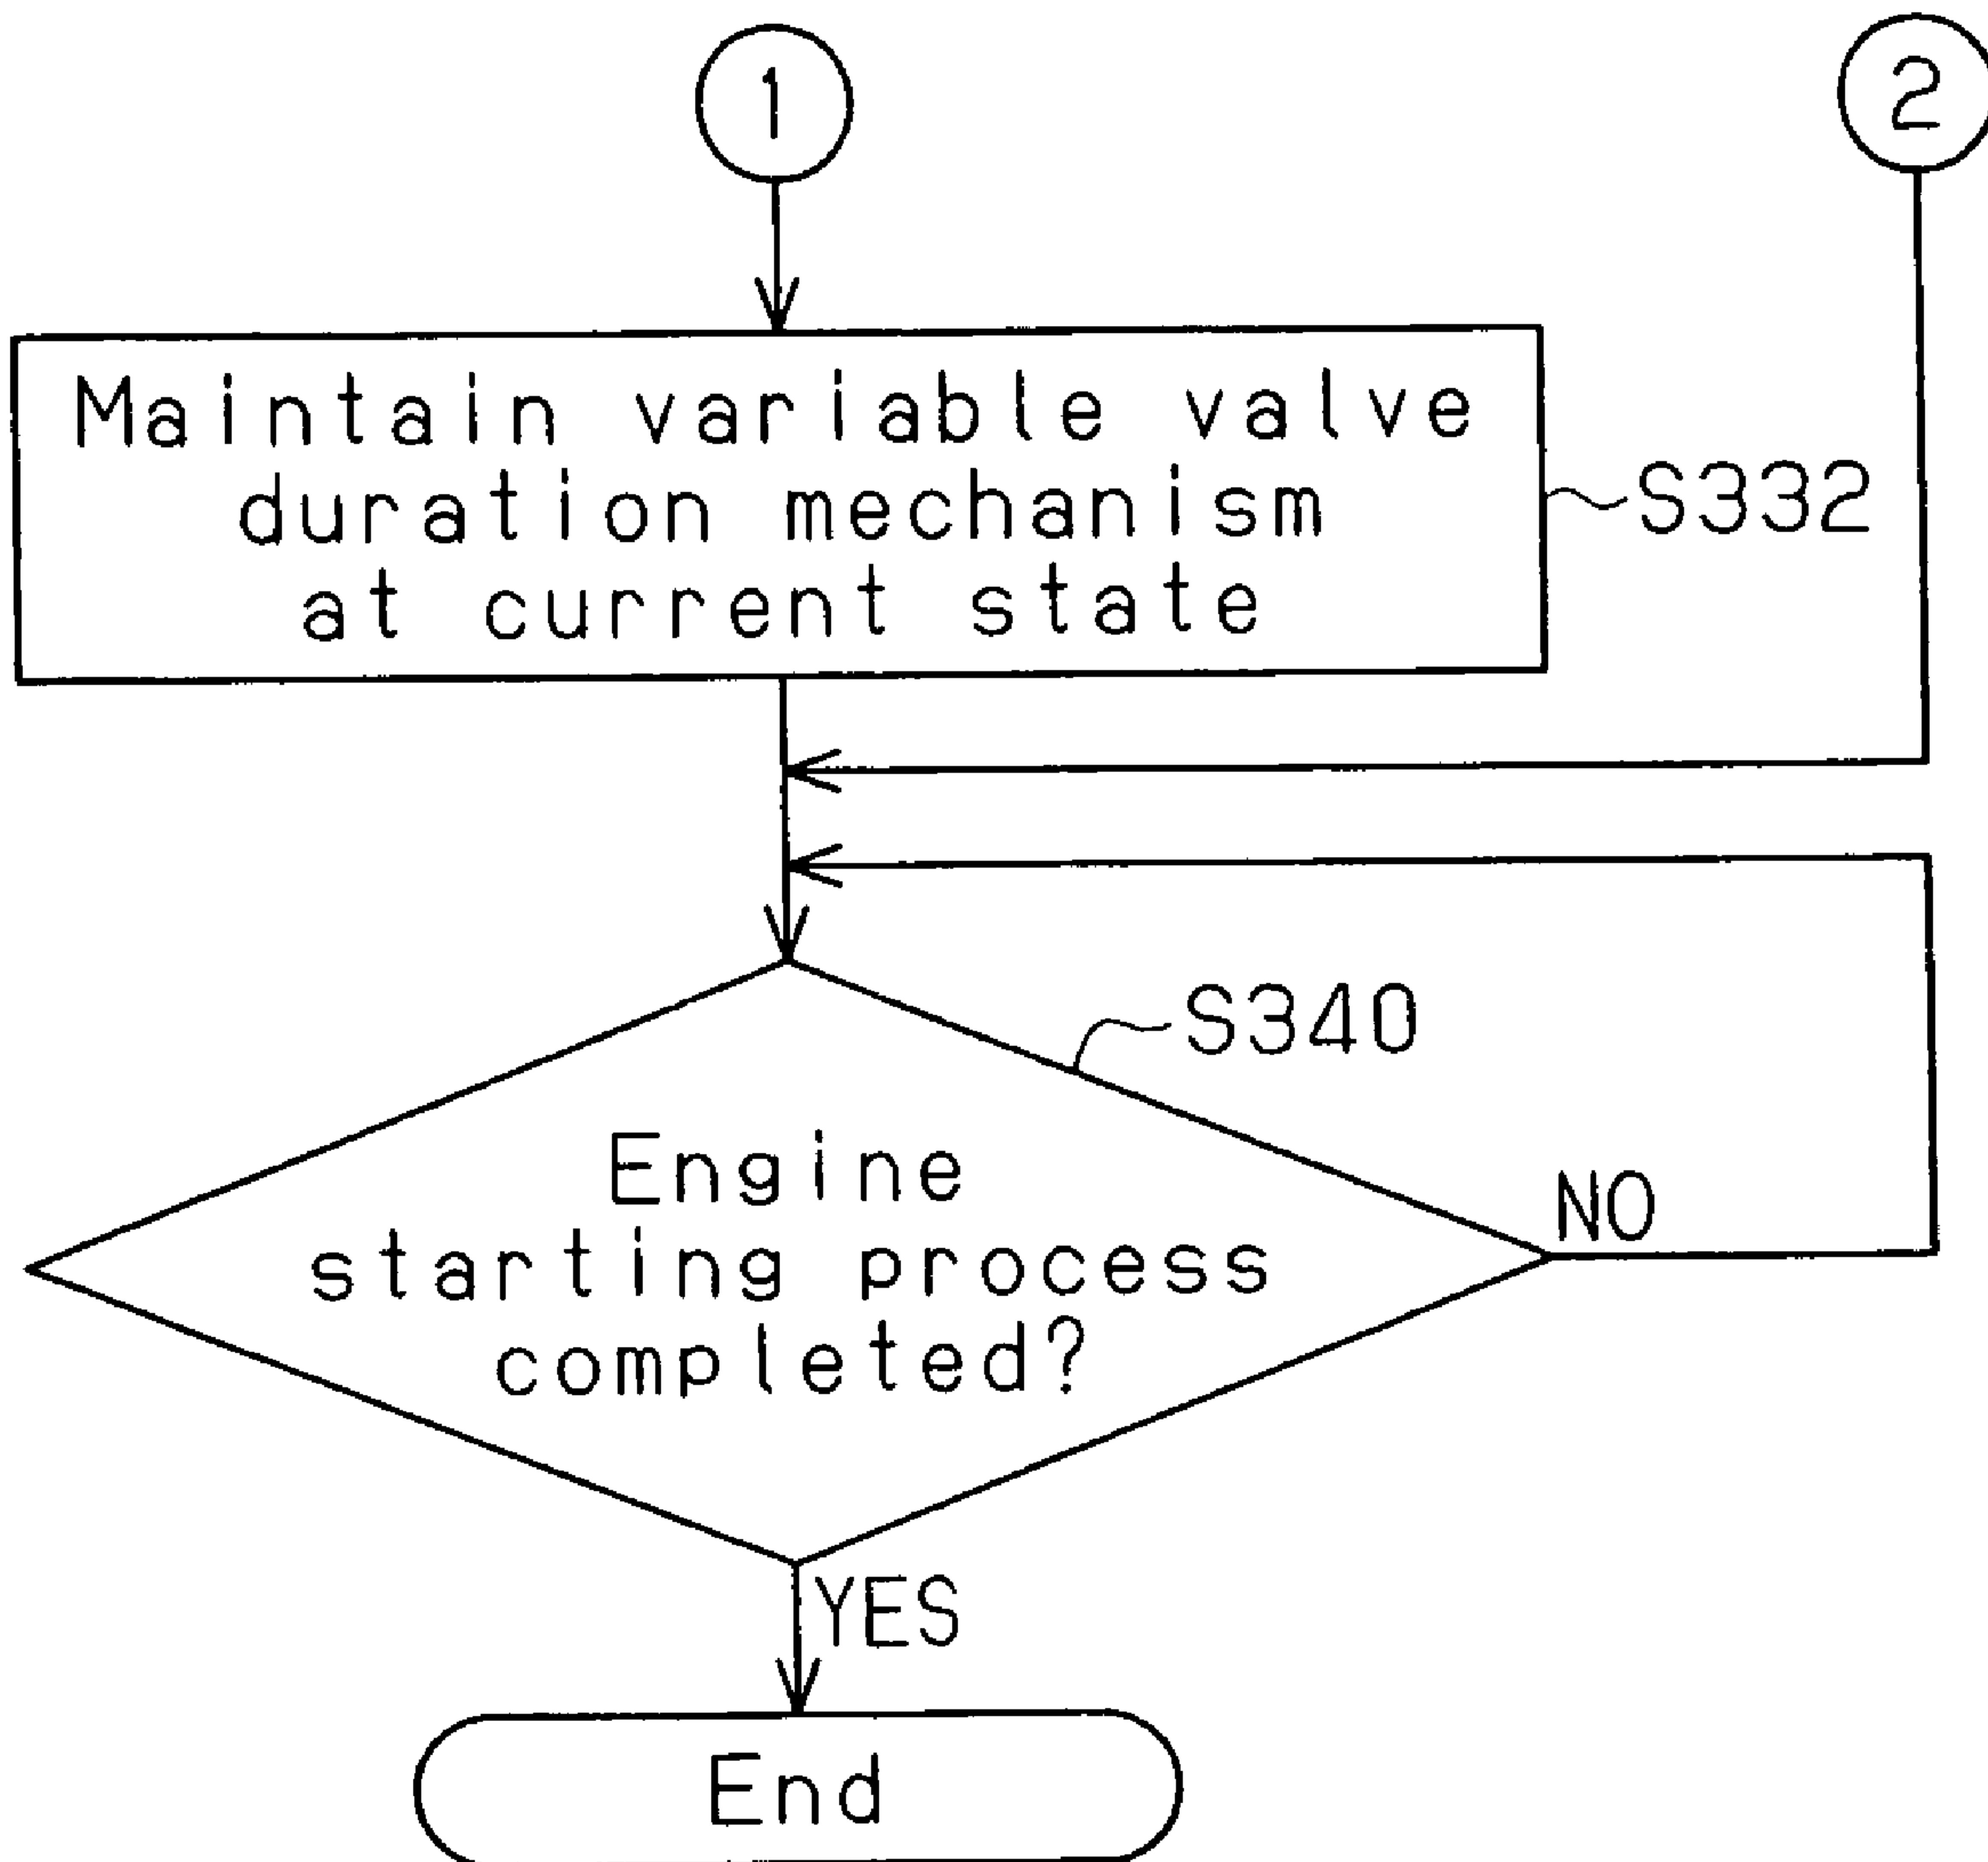 1
2
Maintain variable valve
duration mechanism
at current state
S332
S340
Engine
starting process
completed?
NO
YES
End